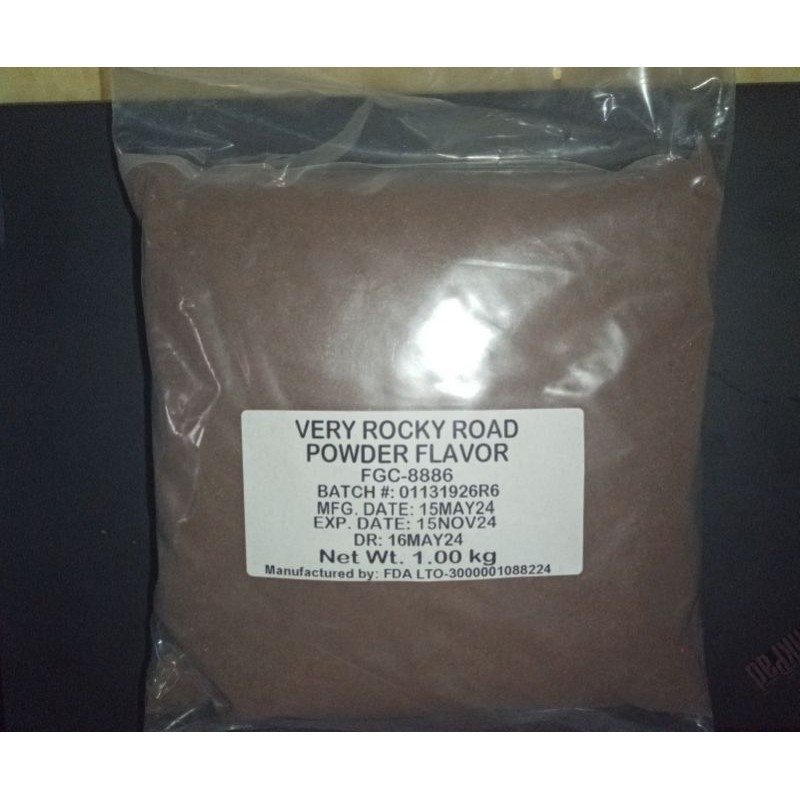 VERY ROCKY ROAD
POWDER FLAVOR
FGC-8886
BATCH #: 01131926R6
MFG. DATE: 15MAY24
EXP. DATE: 15NOV24
DR: 16MAY24
Net Wt. 1.00 kg
Manufactured by: FDA LTO-3000001088224